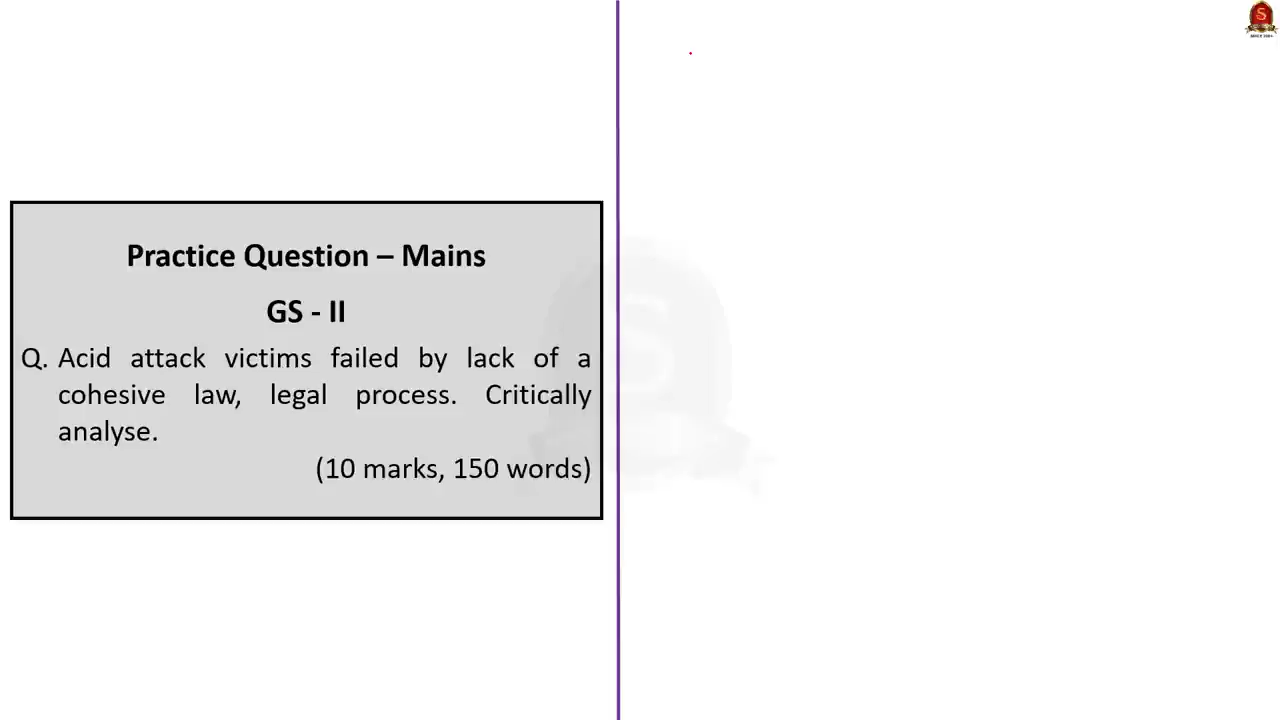 Practice Question – Mains
GS - II
Q. Acid attack victims failed by lack of a
cohesive law, legal process. Critically
analyse.
(10 marks, 150 words)
S